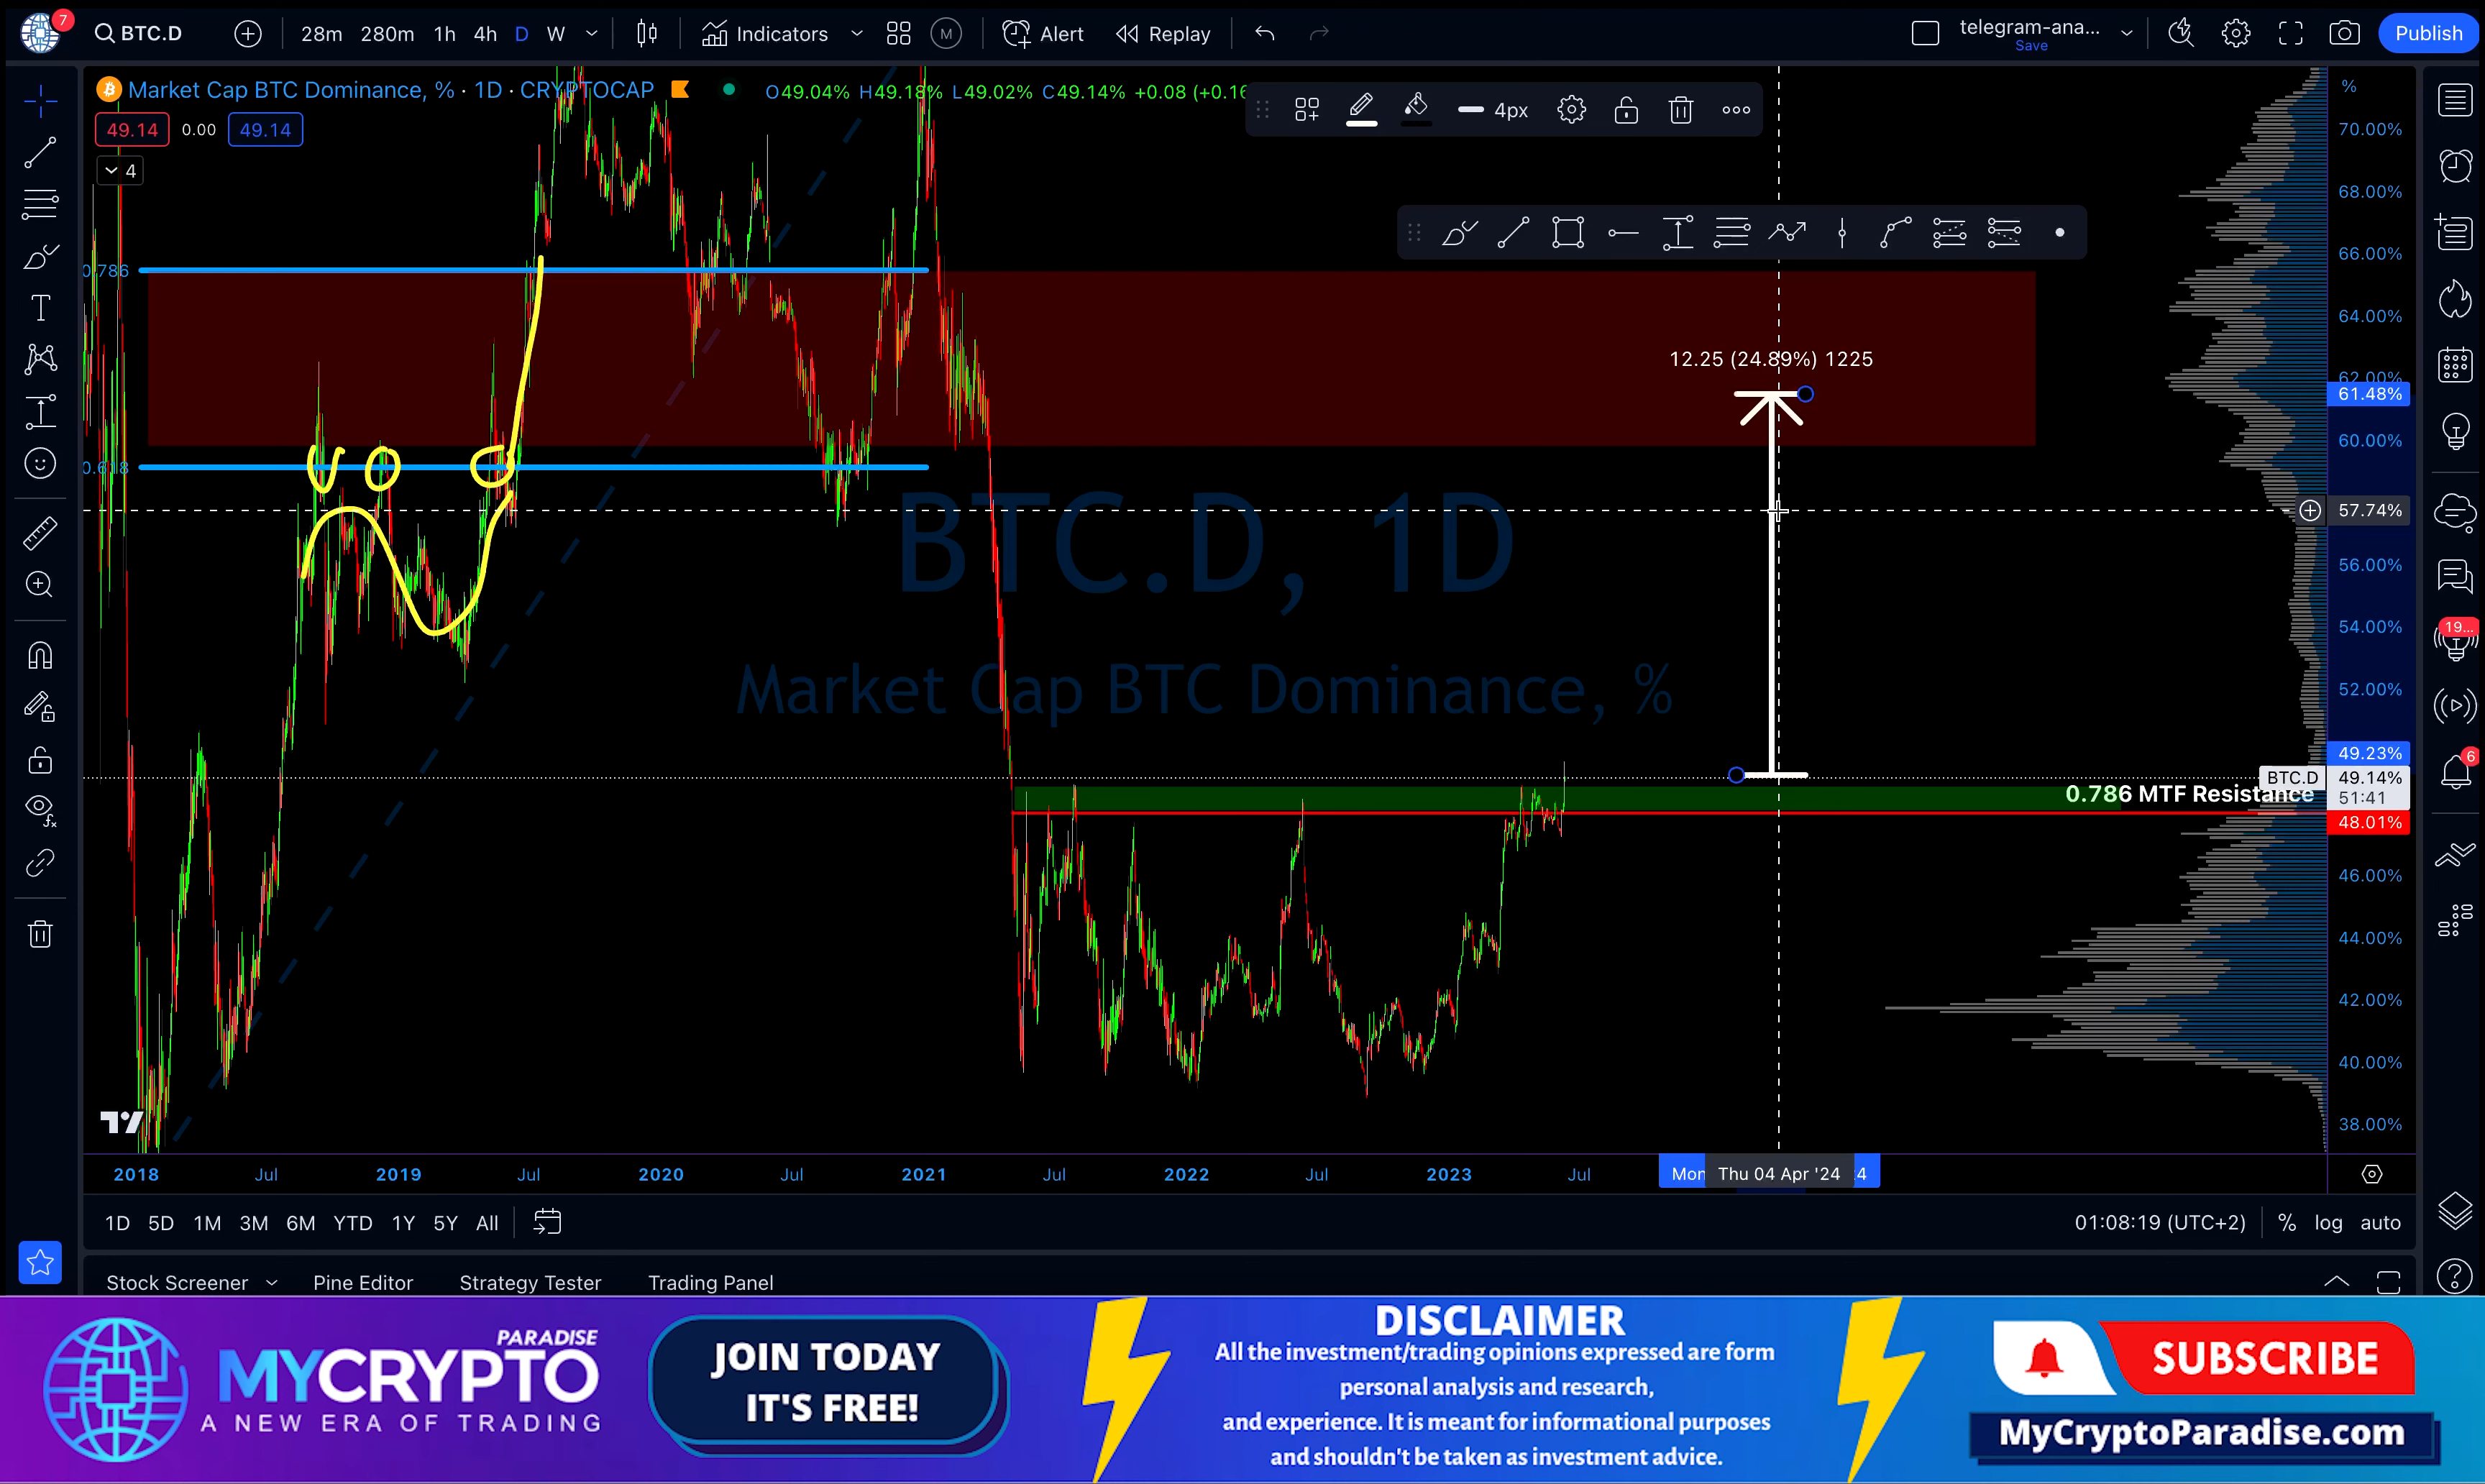 7
BTC.D
28m 280m 1h 4h D W
Indicators
M
Alert
Replay
telegram-ana...
Save
Publish
Market Cap BTC Dominance, % · 1D · CRYPTOCAP
O49.04% H49.18% L49.02% C49.14% +0.08 (+0.16
4px
49.14 0.00 49.14
4
%
70.00%
68.00%
66.00%
0.786
64.00%
12.25 (24.89%) 1225
62.00%
61.48%
60.00%
0.618
57.74%
BTC.D, 1D
56.00%
54.00%
19...
Market Cap BTC Dominance, %
52.00%
49.23%
6
BTC.D 49.14%
0.786 MTF Resistance 51:41
48.01%
46.00%
44.00%
42.00%
40.00%
38.00%
2018 Jul 2019 Jul 2020 Jul 2021 Jul 2022 Jul 2023 Jul Mon Thu 04 Apr '24 4
1D 5D 1M 3M 6M YTD 1Y 5Y All
01:08:19 (UTC+2) % log auto
Stock Screener Pine Editor Strategy Tester Trading Panel
PARADISE
MYCRYPTO
A NEW ERA OF TRADING
JOIN TODAY
IT'S FREE!
DISCLAIMER
All the investment/trading opinions expressed are form
personal analysis and research,
and experience. It is meant for informational purposes
and shouldn't be taken as investment advice.
SUBSCRIBE
MyCryptoParadise.com